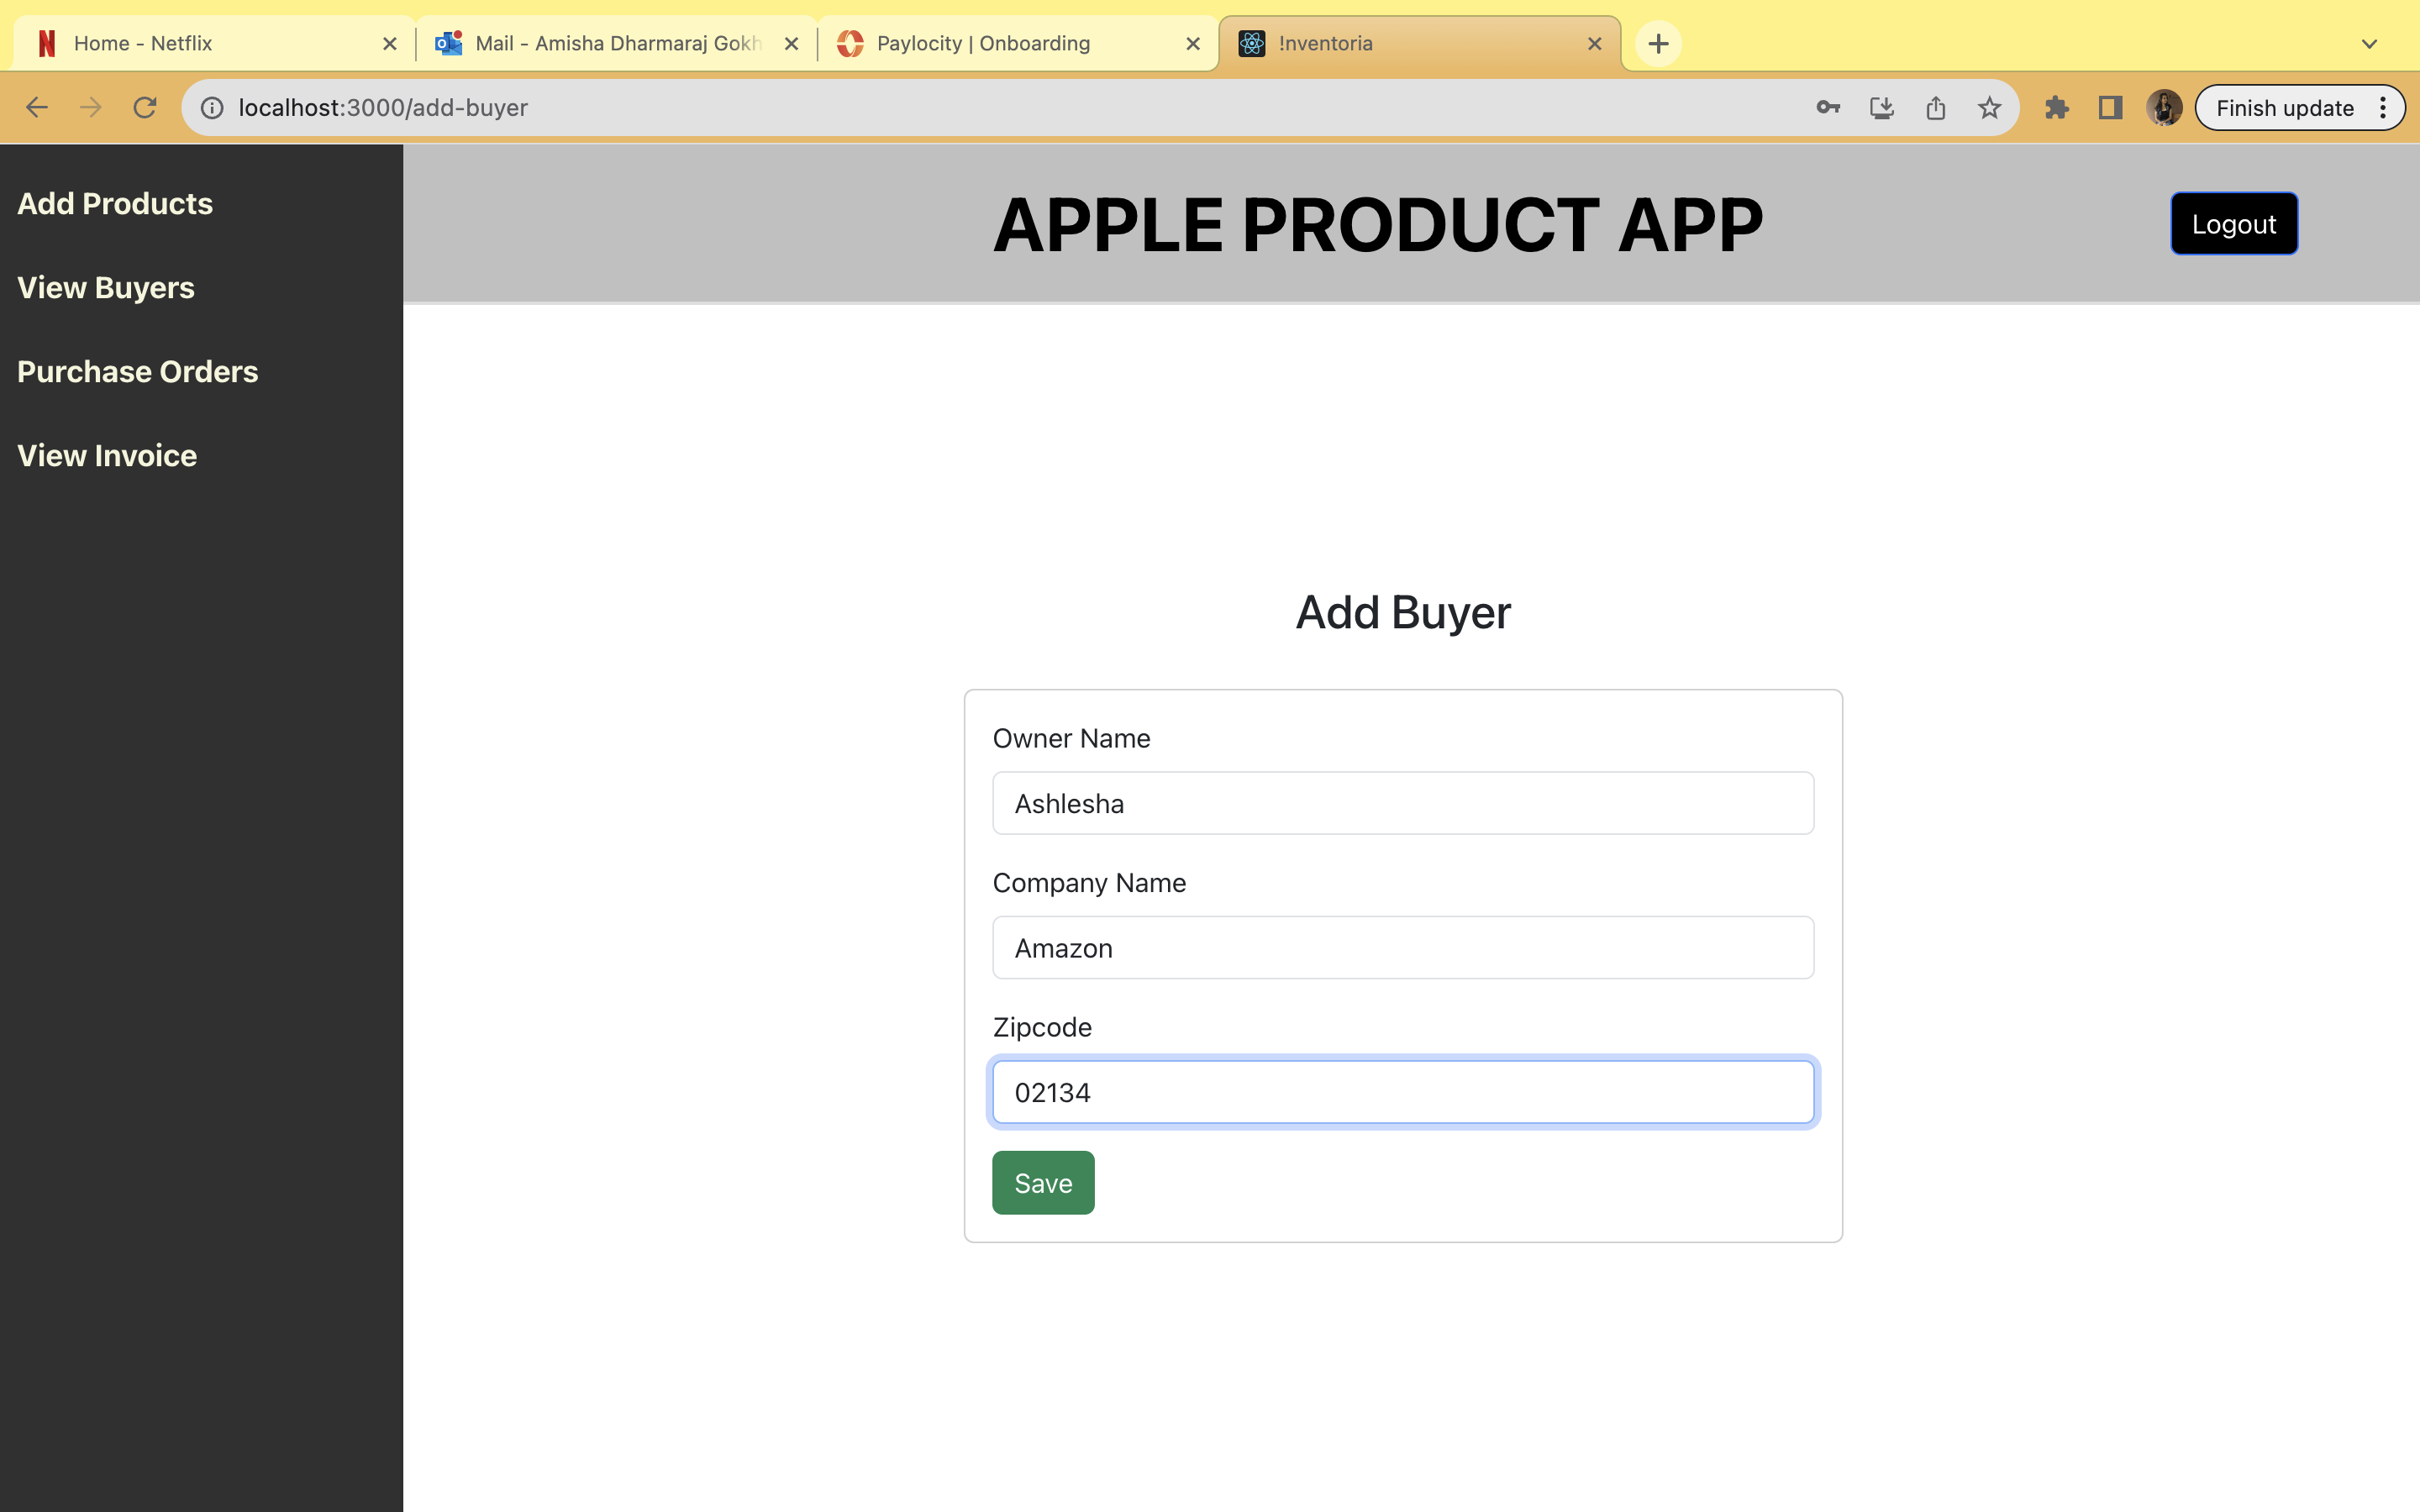 Home - Netflix
Mail - Amisha Dharmaraj Gokh
Paylocity | Onboarding
!nventoria
localhost:3000/add-buyer
Finish update
Add Products
View Buyers
Purchase Orders
View Invoice
APPLE PRODUCT APP
Logout
Add Buyer
Owner Name
Ashlesha
Company Name
Amazon
Zipcode
02134
Save